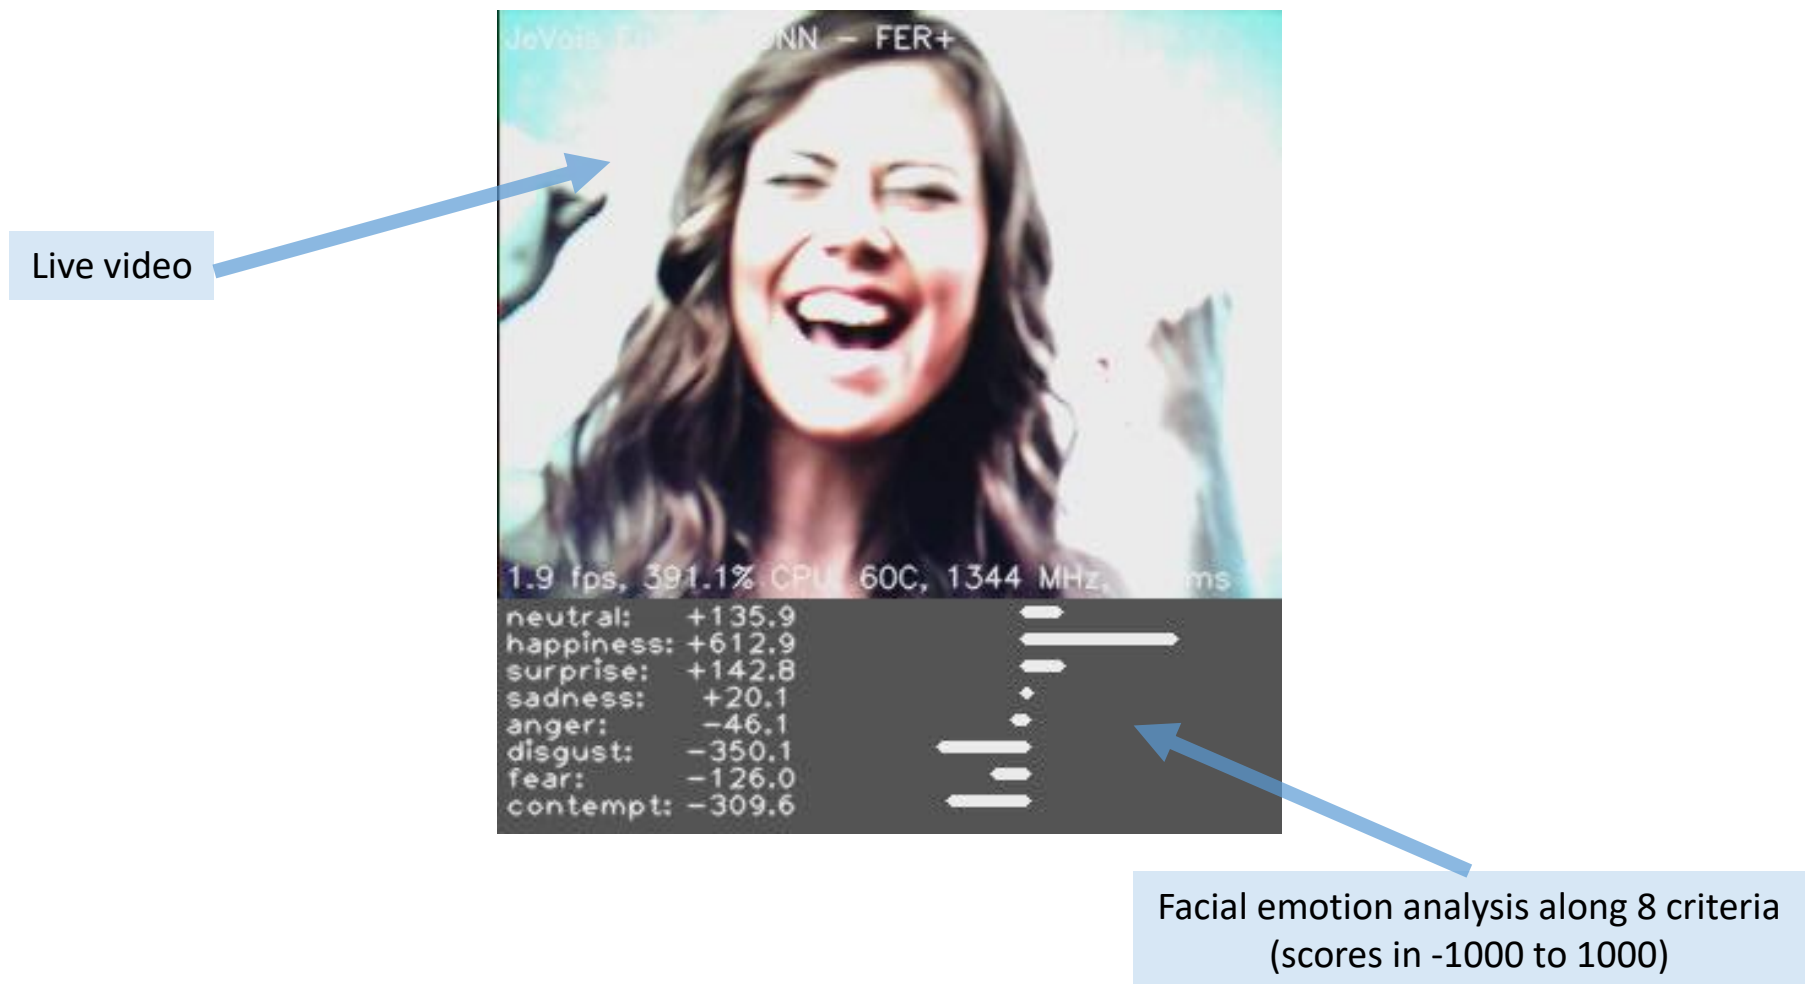 JeVois NN - FER+
Live video
1.9 fps, 391.1% CPU, 60C, 1344 MHz, ms
neutral: +135.9
happiness: +612.9
surprise: +142.8
sadness: +20.1
anger: -46.1
disgust: -350.1
fear: -126.0
contempt: -309.6
Facial emotion analysis along 8 criteria
(scores in -1000 to 1000)